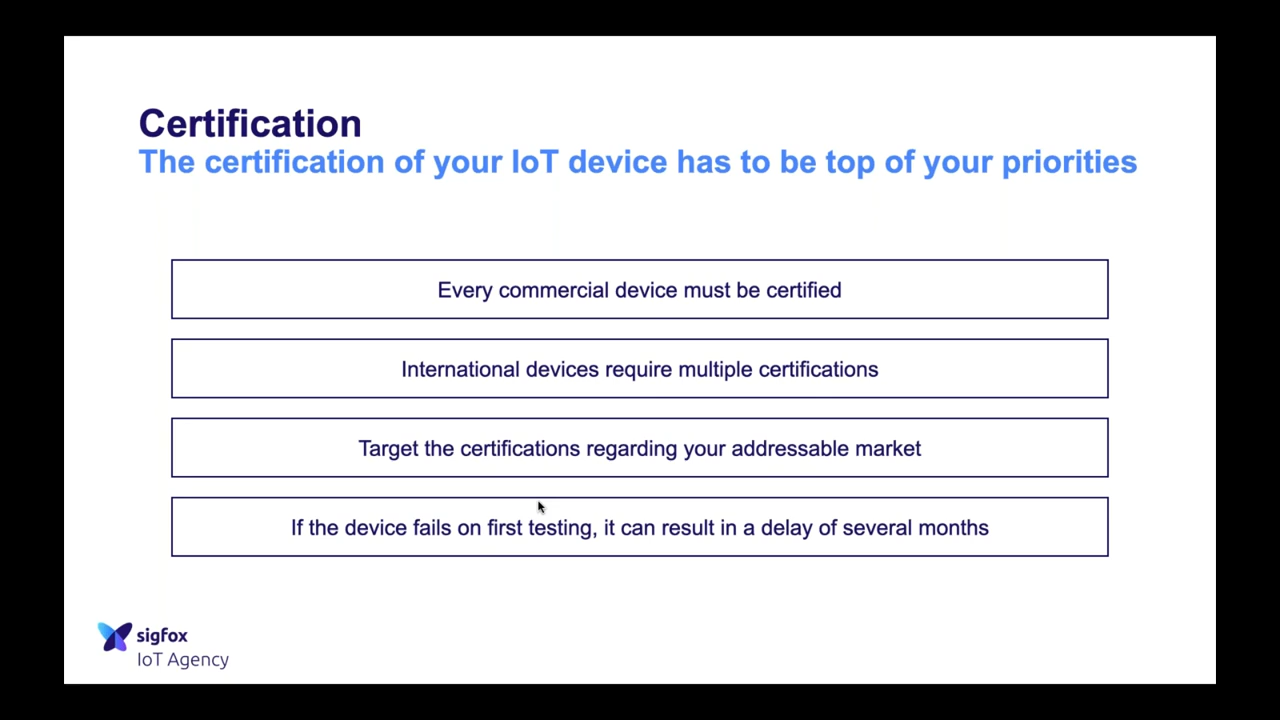 Certification
The certification of your IoT device has to be top of your priorities
Every commercial device must be certified
International devices require multiple certifications
Target the certifications regarding your addressable market
If the device fails on first testing, it can result in a delay of several months
sigfox
IoT Agency